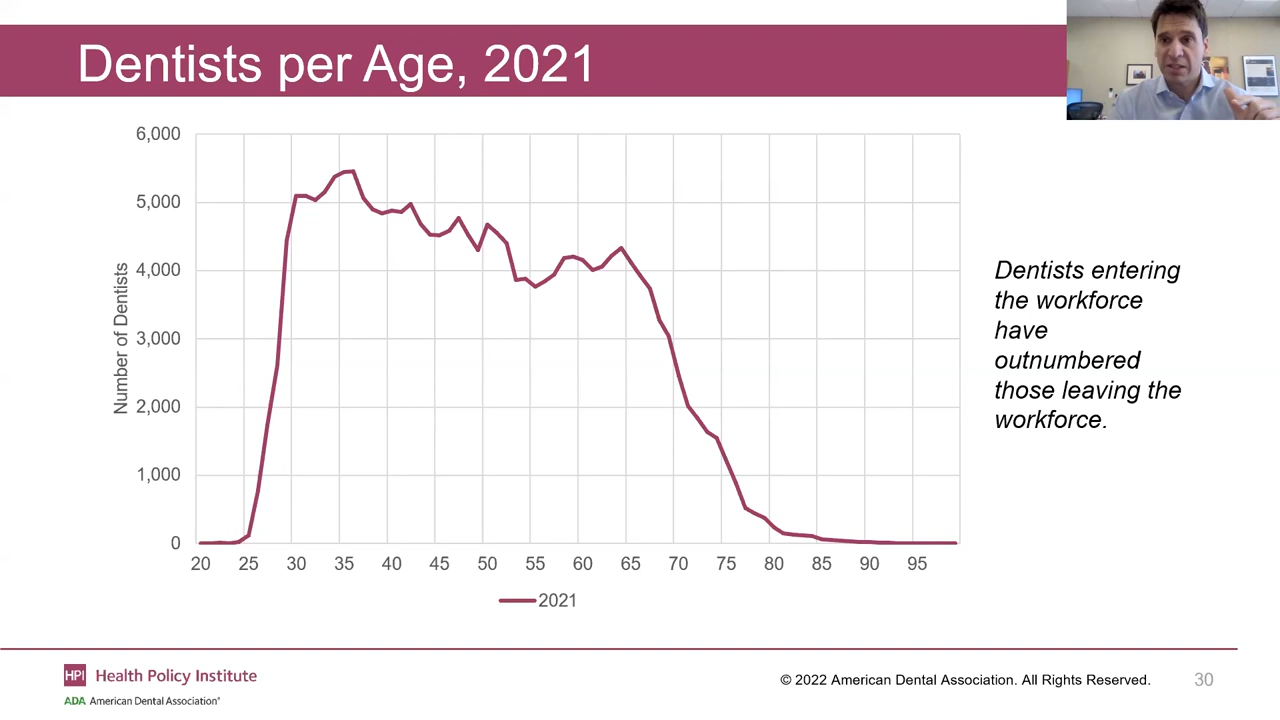 Dentists per Age, 2021
6,000
5,000
4,000
3,000
2,000
1,000
0
Number of Dentists
20 25 30 35 40 45 50 55 60 65 70 75 80 85 90 95
2021
Dentists entering
the workforce
have
outnumbered
those leaving the
workforce.
HPI Health Policy Institute
ADA American Dental Association®
© 2022 American Dental Association. All Rights Reserved.
30